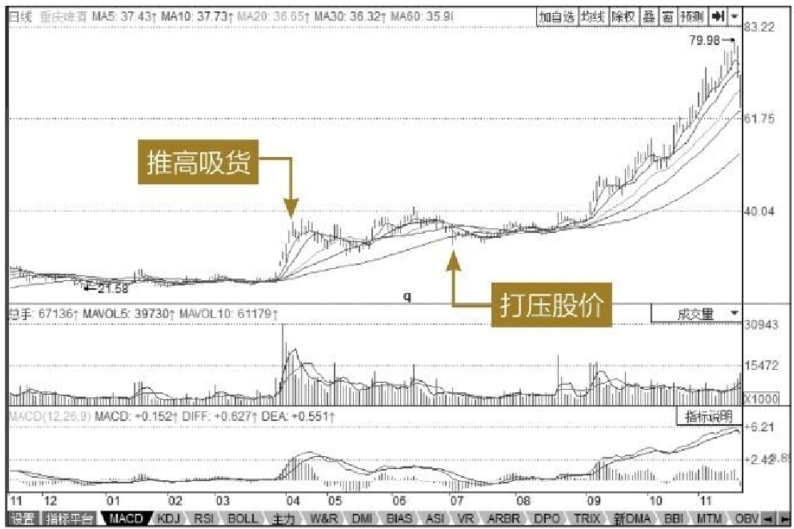 日线 重庆啤酒 MA5: 37.43↑ MA10: 37.73↑ MA20: 36.65↑ MA30: 36.32↑ MA60: 35.9 加自选 均线 除权 叠 窗 预测
83.22
79.98→
61.75
推高吸货
40.04
←21.58
q
打压股价
总手: 67136↑ MAVOL5: 39730↑ MAVOL10: 61179↑ 成交量
30943
15472
X1000
MACD(12,26,9) MACD: +0.152↑ DIFF: +0.627↑ DEA: +0.551↑ 指标说明
+6.21
11 12 01 02 03 04 05 06 07 08 09 10 11
设置 指标平台 MACD KDJ RSI BOLL 主力 W&R DMI BIAS ASI VR ARBR DPO TRIX 新DMA BBI MTM OBV